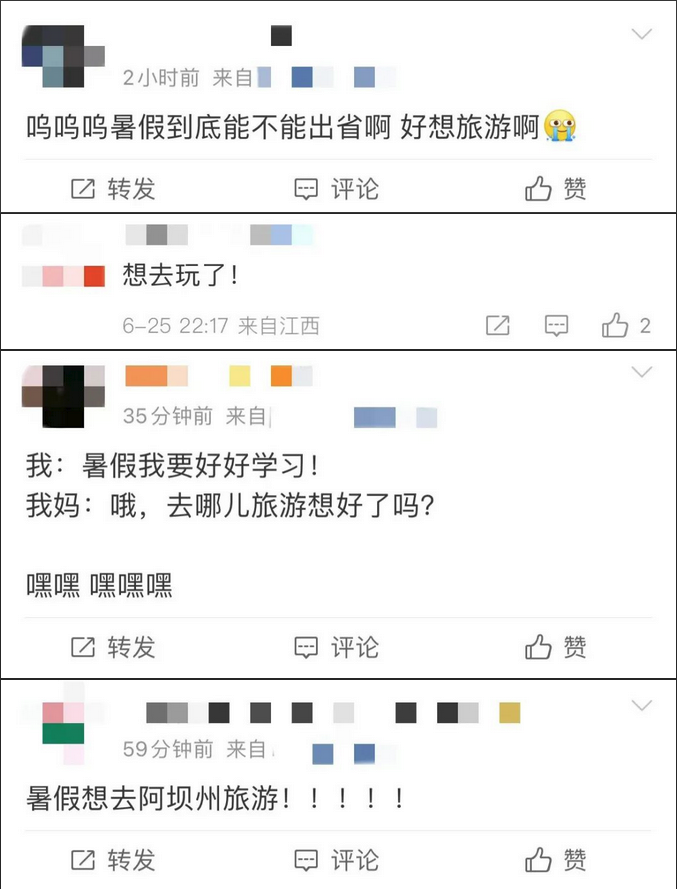 2小时前 来自
呜呜呜暑假到底能不能出省啊 好想旅游啊
转发 评论 赞
想去玩了!
6-25 22:17 来自江西 2
35分钟前 来自
我：暑假我要好好学习!
我妈：哦，去哪儿旅游想好了吗?
嘿嘿 嘿嘿嘿
转发 评论 赞
59分钟前 来自
暑假想去阿坝州旅游！！！！！
转发 评论 赞